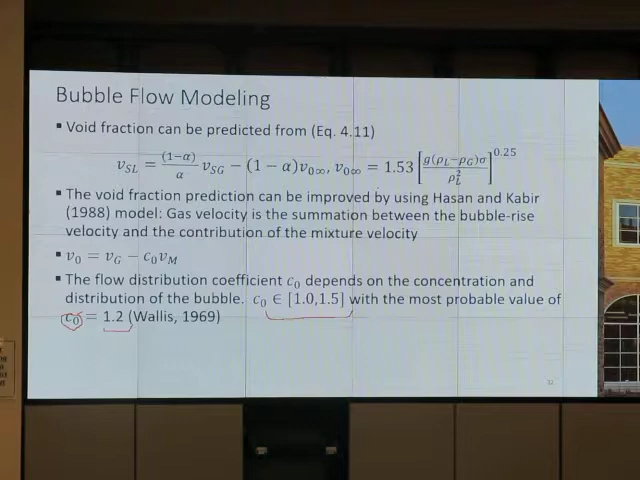 Bubble Flow Modeling
▪ Void fraction can be predicted from (Eq. 4.11)
v_SL = (1−α)/α v_SG − (1 − α)v_0∞, v_0∞ = 1.53 [g(ρ_L−ρ_G)σ / ρ_L^2]^0.25
▪ The void fraction prediction can be improved by using Hasan and Kabir
(1988) model: Gas velocity is the summation between the bubble-rise
velocity and the contribution of the mixture velocity
▪ v_0 = v_G − c_0 v_M
▪ The flow distribution coefficient c_0 depends on the concentration and
distribution of the bubble. c_0 ∈ [1.0,1.5] with the most probable value of
c_0 = 1.2 (Wallis, 1969)